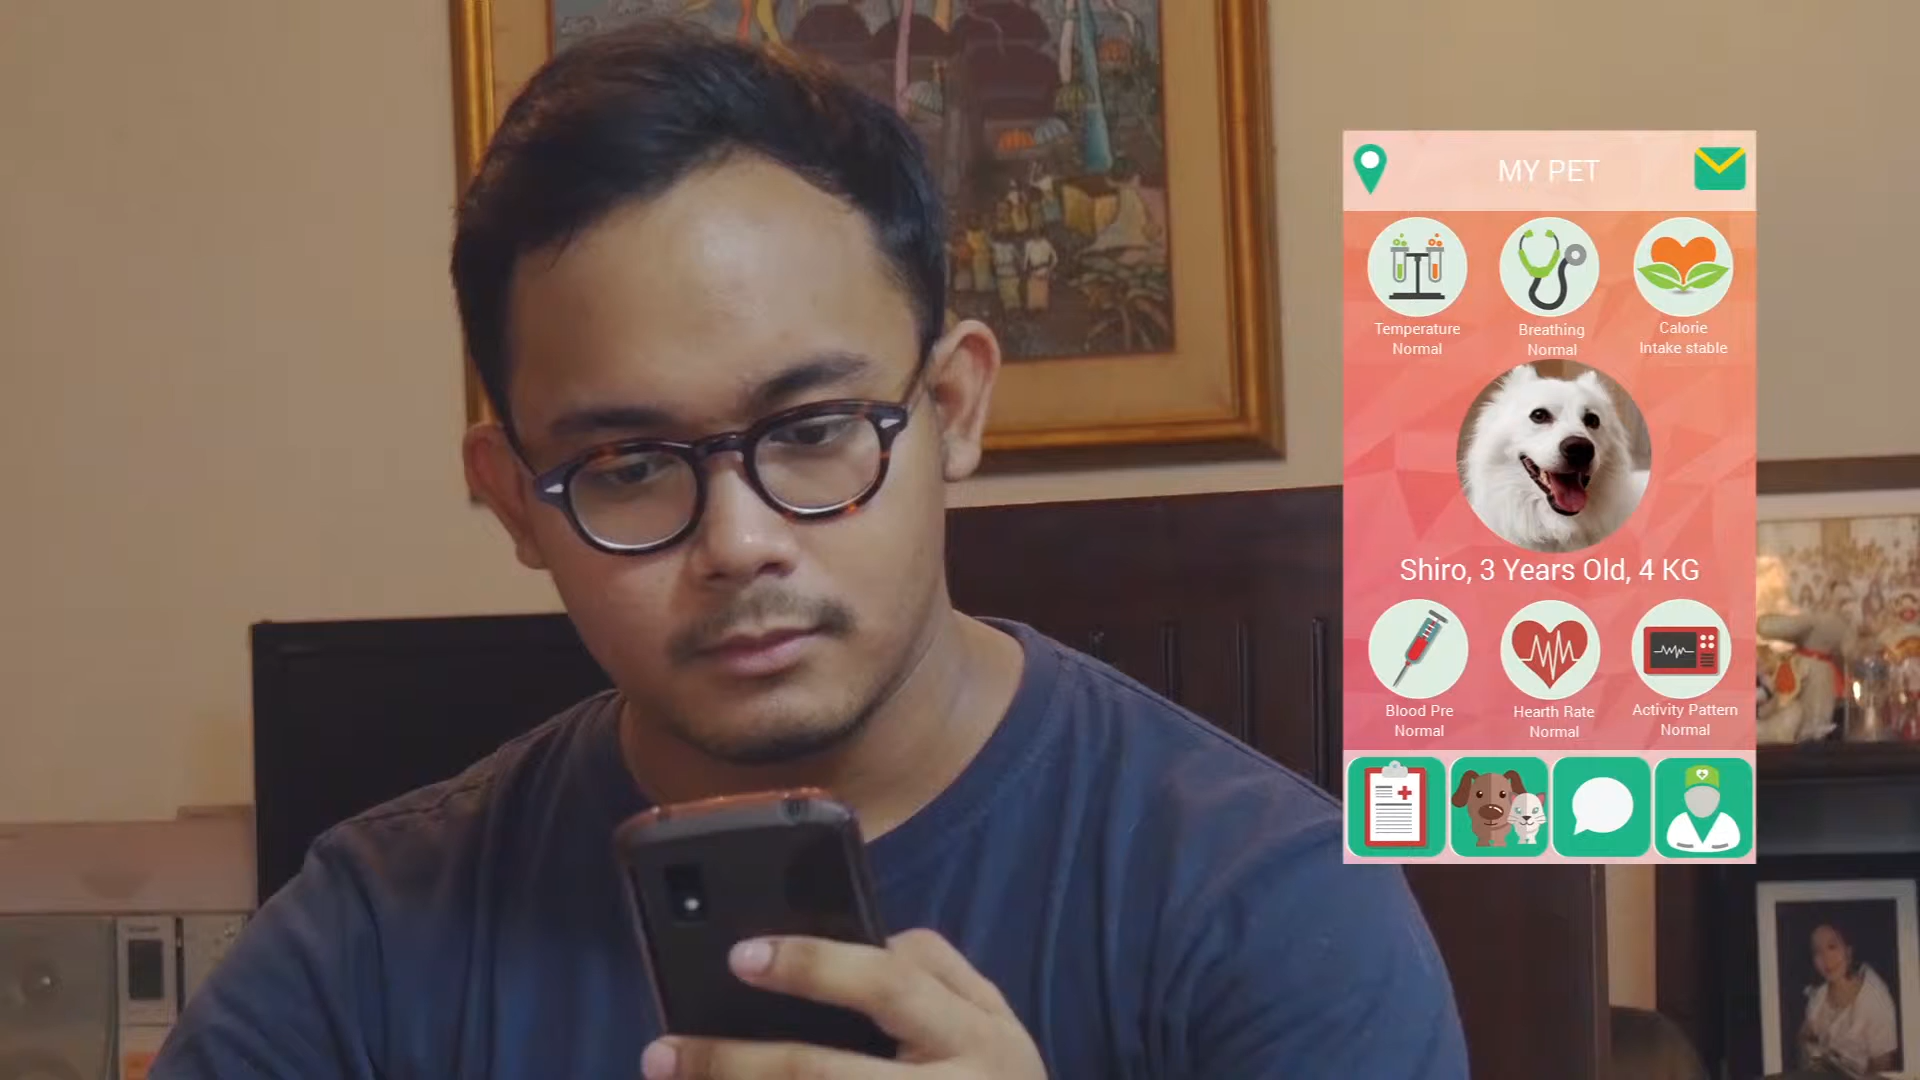 MY PET
Temperature
Normal
Breathing
Normal
Calorie
Intake stable
Shiro, 3 Years Old, 4 KG
Blood Pre
Normal
Hearth Rate
Normal
Activity Pattern
Normal